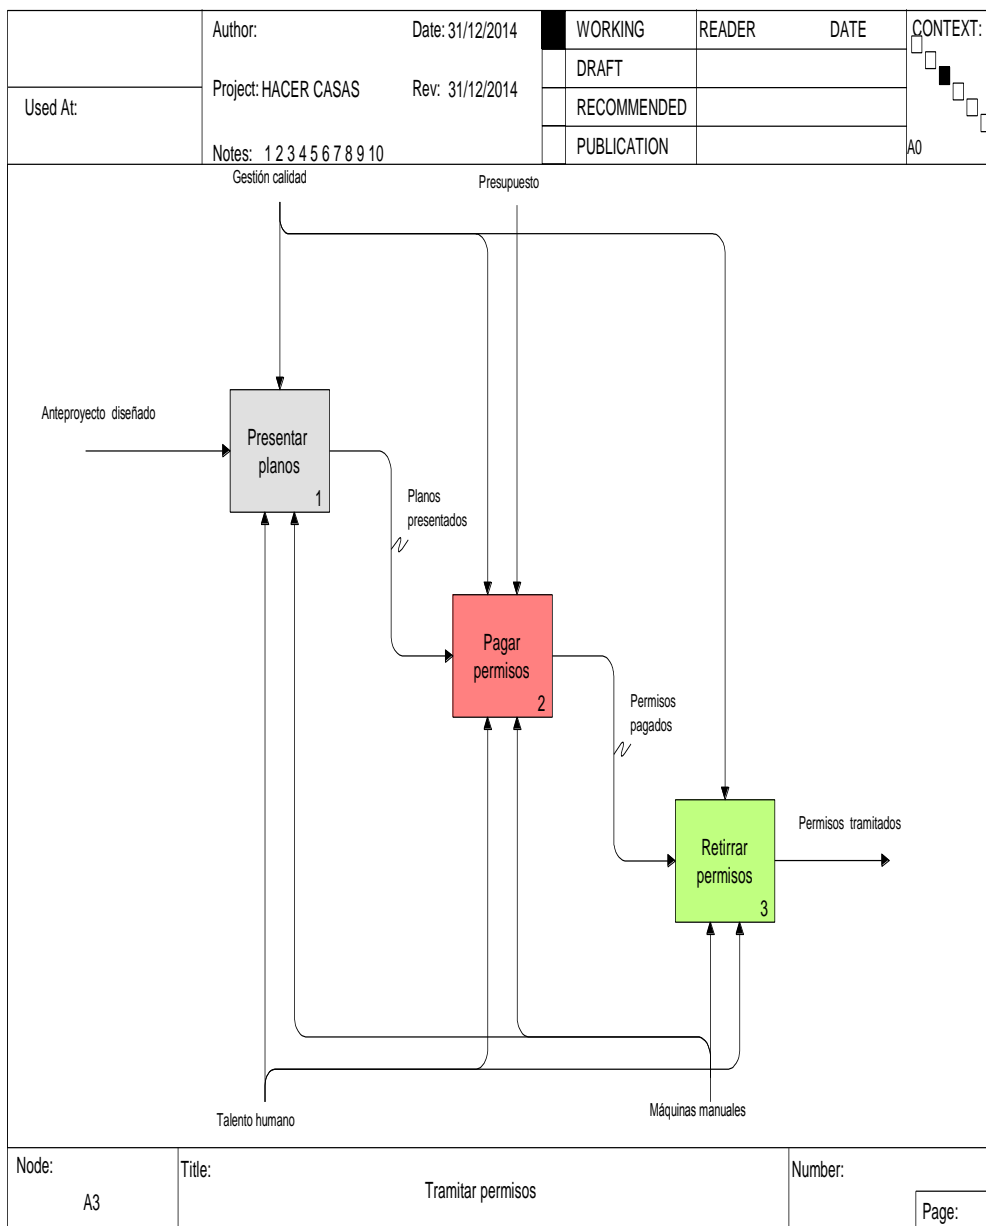 Author:
Date: 31/12/2014
WORKING
READER
DATE
CONTEXT:
DRAFT
Project: HACER CASAS
Rev: 31/12/2014
Used At:
RECOMMENDED
Notes: 1 2 3 4 5 6 7 8 9 10
PUBLICATION
A0
Gestión calidad
Presupuesto
Anteproyecto diseñado
Presentar
planos
1
Planos
presentados
Pagar
permisos
2
Permisos
pagados
Retirrar
permisos
3
Permisos tramitados
Talento humano
Máquinas manuales
Node:
A3
Title:
Tramitar permisos
Number:
Page: